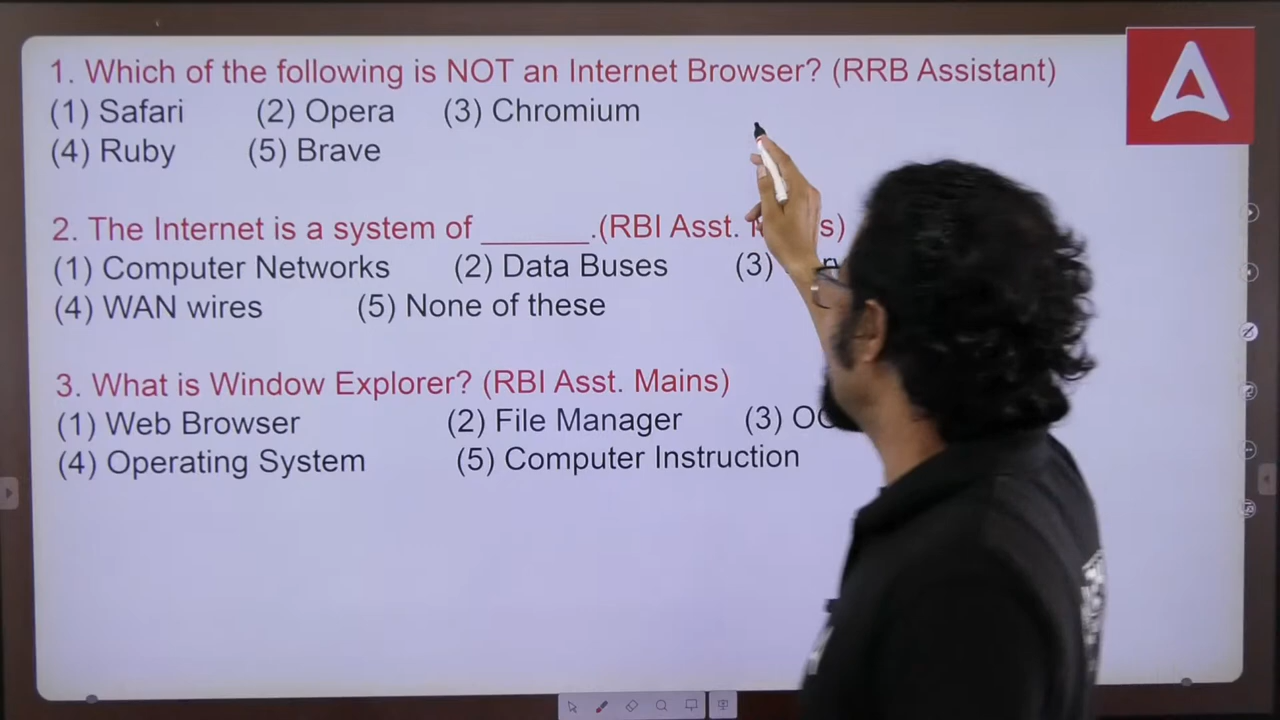 1. Which of the following is NOT an Internet Browser? (RRB Assistant)
(1) Safari (2) Opera (3) Chromium
(4) Ruby (5) Brave
2. The Internet is a system of ______.(RBI Asst.
(1) Computer Networks (2) Data Buses (3)
(4) WAN wires (5) None of these
3. What is Window Explorer? (RBI Asst. Mains)
(1) Web Browser (2) File Manager (3)
(4) Operating System (5) Computer Instruction